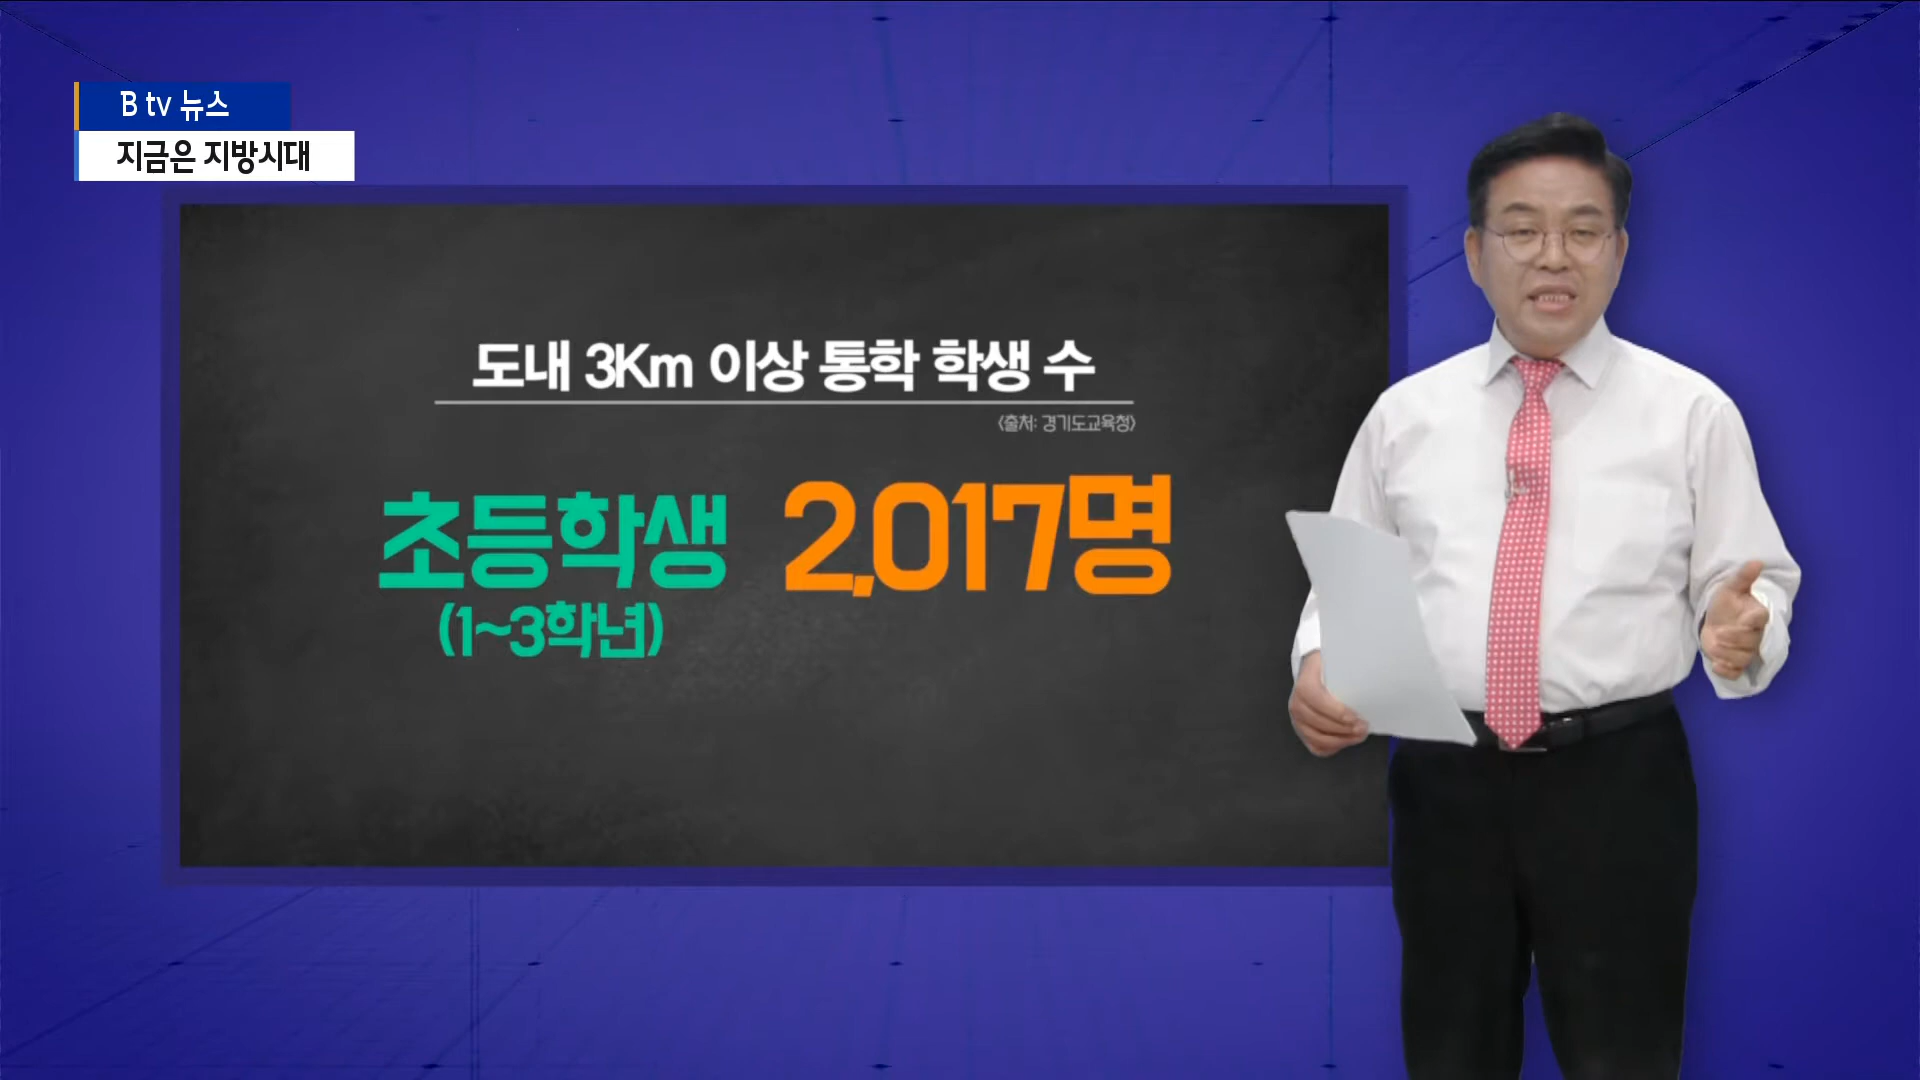 B tv 뉴스
지금은 지방시대
도내 3Km 이상 통학 학생 수
<출처: 경기도교육청>
초등학생 2,017명
(1~3학년)